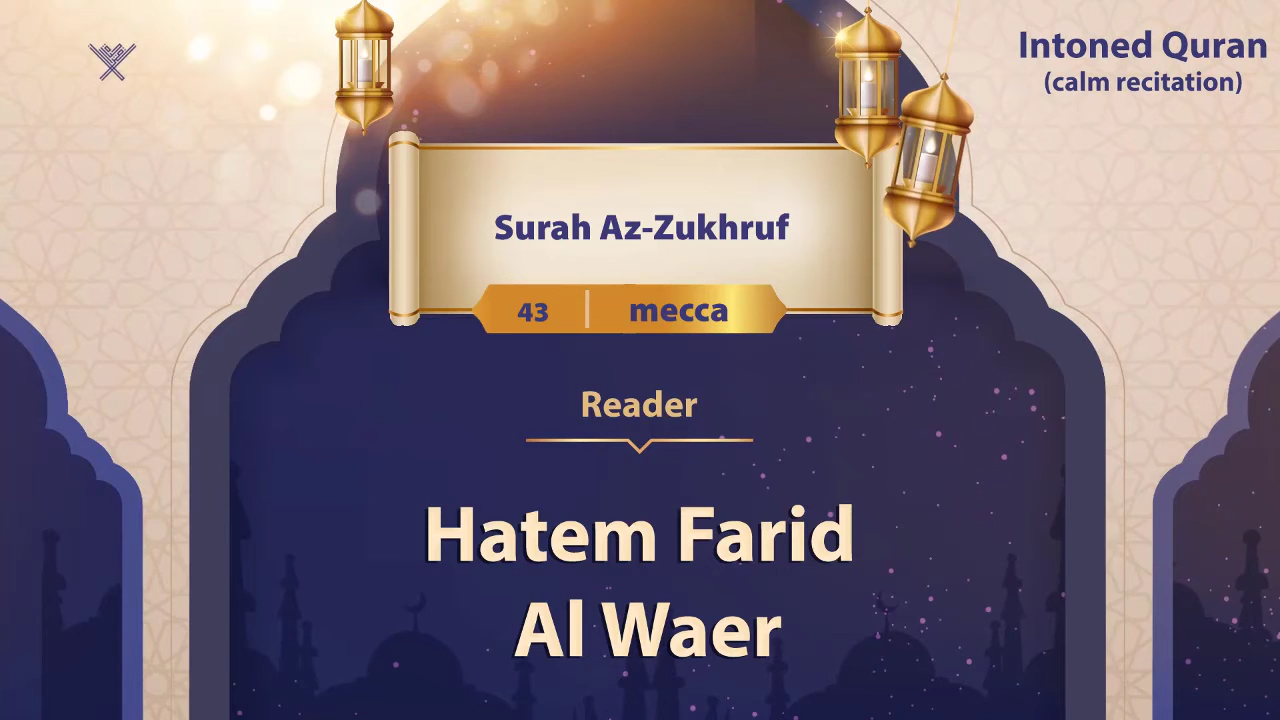 Intoned Quran
(calm recitation)
Surah Az-Zukhruf
43 mecca
Reader
Hatem Farid
Al Waer